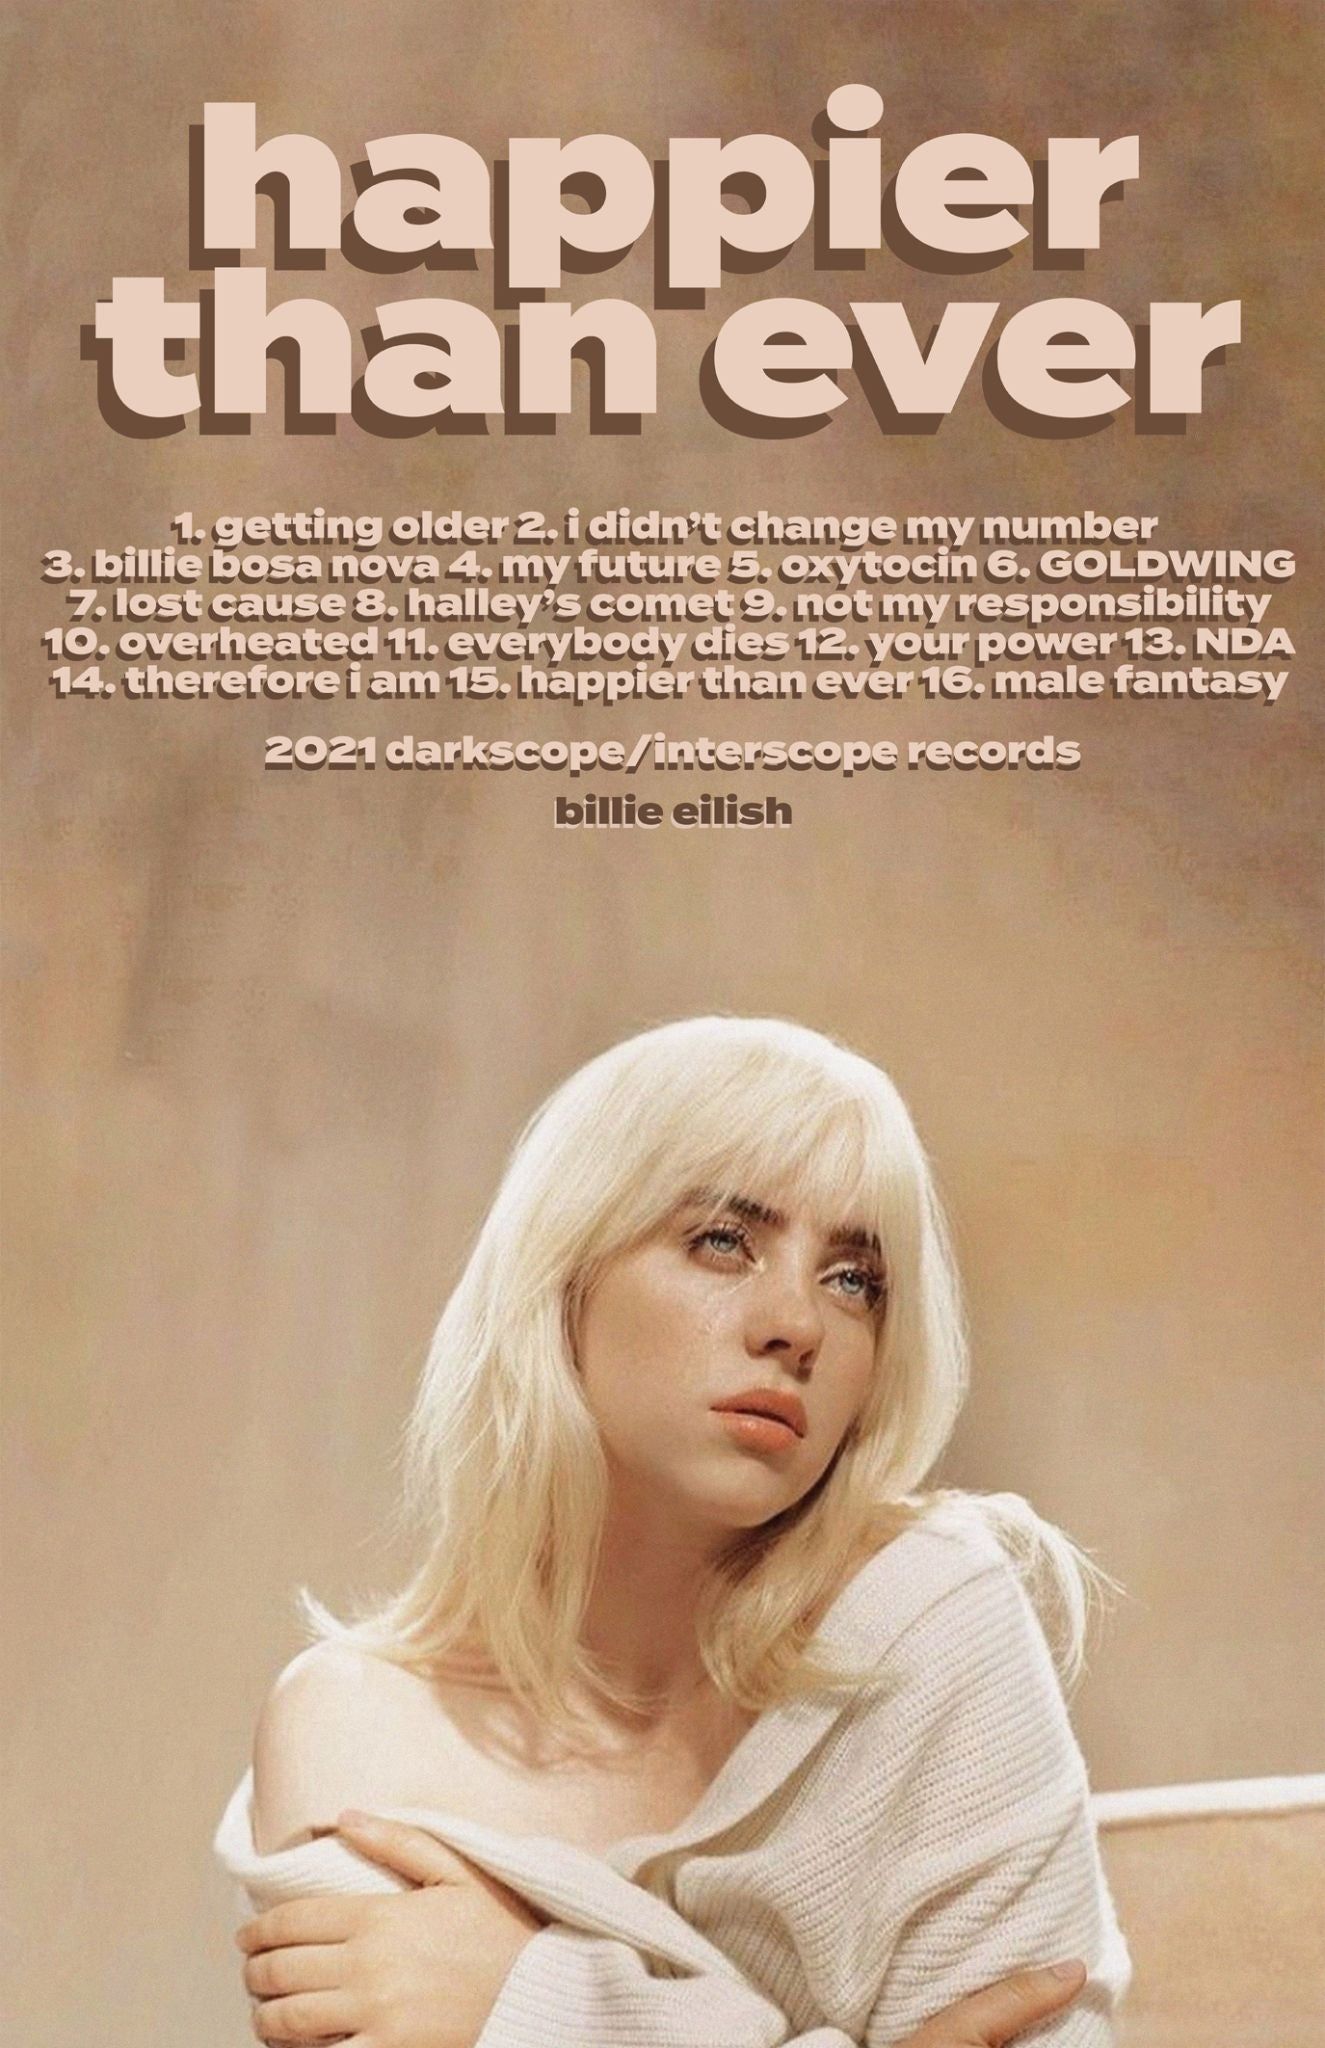 happier
than ever
1. getting older 2. i didn't change my number
3. billie bosa nova 4. my future 5. oxytocin 6. GOLDWING
7. lost cause 8. halley's comet 9. not my responsibility
10. overheated 11. everybody dies 12. your power 13. NDA
14. therefore i am 15. happier than ever 16. male fantasy
2021 darkscope/interscope records
billie eilish